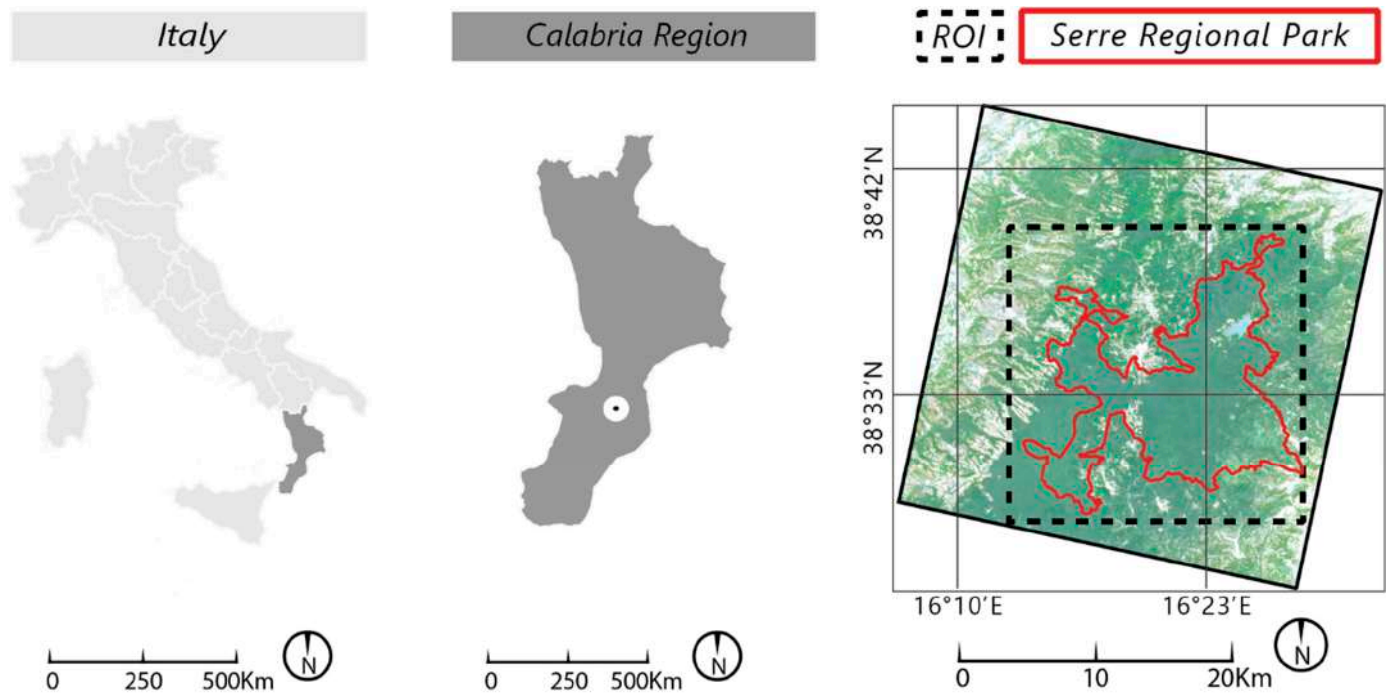 Italy
Calabria Region
ROI
Serre Regional Park
38°42'N
38°33'N
16°10'E
16°23'E
0 250 500Km
N
0 250 500Km
N
0 10 20Km
N